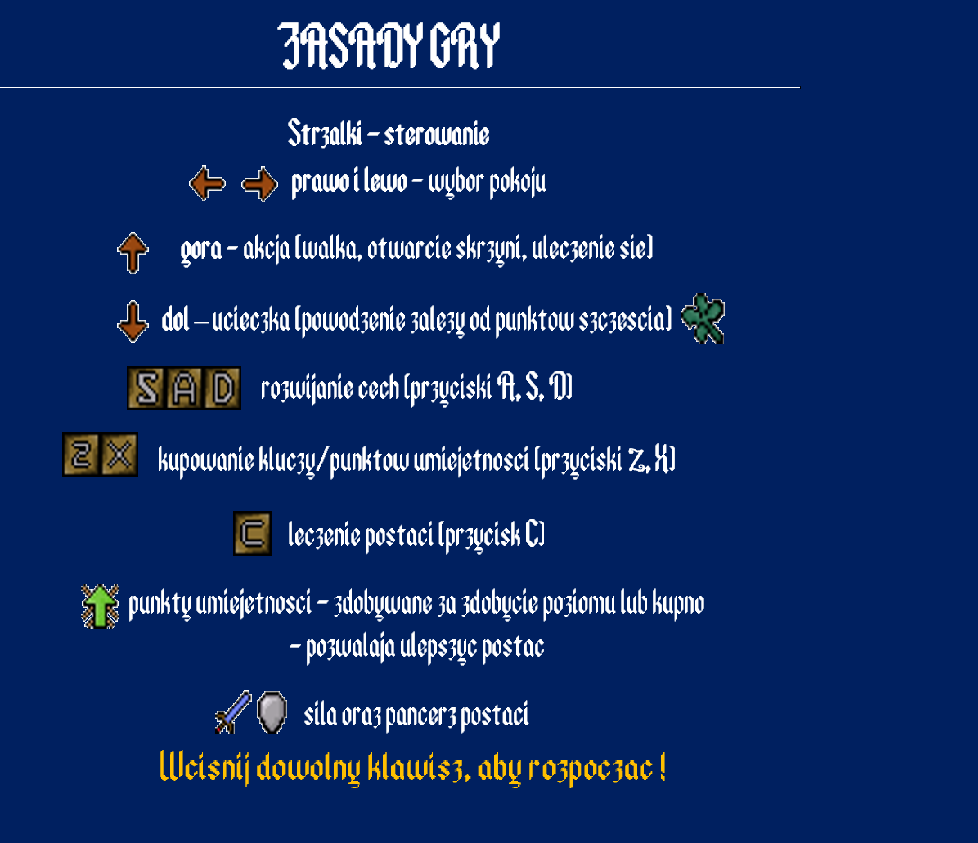 ZASADY GRY
Strzalki - sterowanie
prawo i lewo - wybor pokoju
gora - akcja (walka, otwarcie skrzyni, uleczenie sie)
dol – ucieczka (powodzenie zalezy od punktow szczescia)
S A D rozwijanie cech (przyciski A, S, D)
Z X kupowanie kluczy/punktow umiejetnosci (przyciski Z, X)
C leczenie postaci (przycisk C)
punkty umiejetnosci - zdobywane za zdobycie poziomu lub kupno
- pozwalaja ulepszyc postac
sila oraz pancerz postaci
Wcisnij dowolny klawisz, aby rozpoczac !